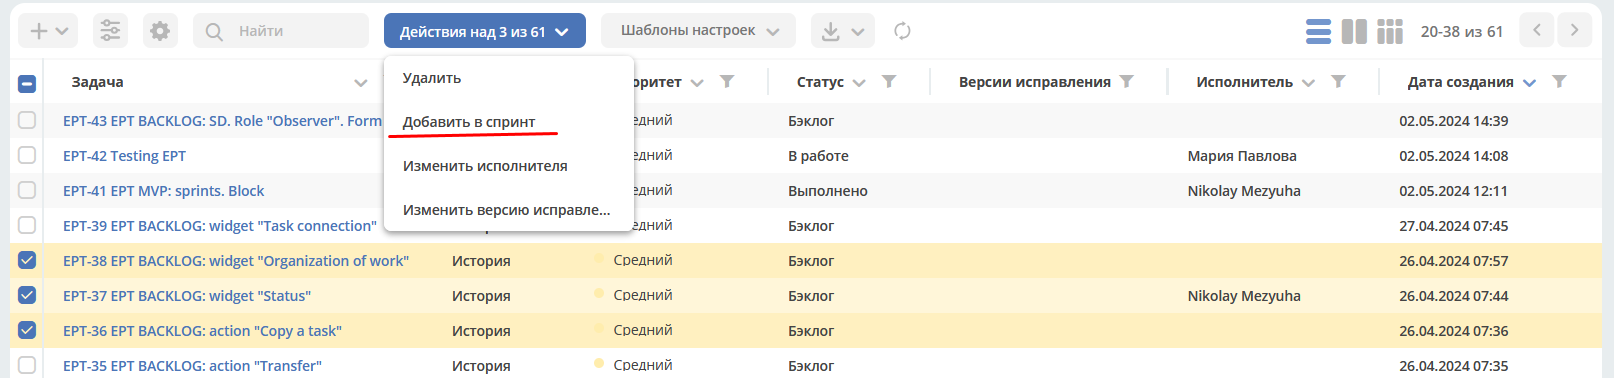 Найти Действия над 3 из 61 Шаблоны настроек 20-38 из 61
Удалить
Добавить в спринт
Изменить исполнителя
Изменить версию исправле...
Задача оритет Статус Версии исправления Исполнитель Дата создания
EPT-43 EPT BACKLOG: SD. Role "Observer". Form едний Бэклог 02.05.2024 14:39
EPT-42 Testing EPT едний В работе Мария Павлова 02.05.2024 14:08
EPT-41 EPT MVP: sprints. Block едний Выполнено Nikolay Mezyuha 02.05.2024 12:11
EPT-39 EPT BACKLOG: widget "Task connection" едний Бэклог 27.04.2024 07:45
EPT-38 EPT BACKLOG: widget "Organization of work" История Средний Бэклог 26.04.2024 07:57
EPT-37 EPT BACKLOG: widget "Status" История Средний Бэклог Nikolay Mezyuha 26.04.2024 07:44
EPT-36 EPT BACKLOG: action "Copy a task" История Средний Бэклог 26.04.2024 07:36
EPT-35 EPT BACKLOG: action "Transfer" История Средний Бэклог 26.04.2024 07:35